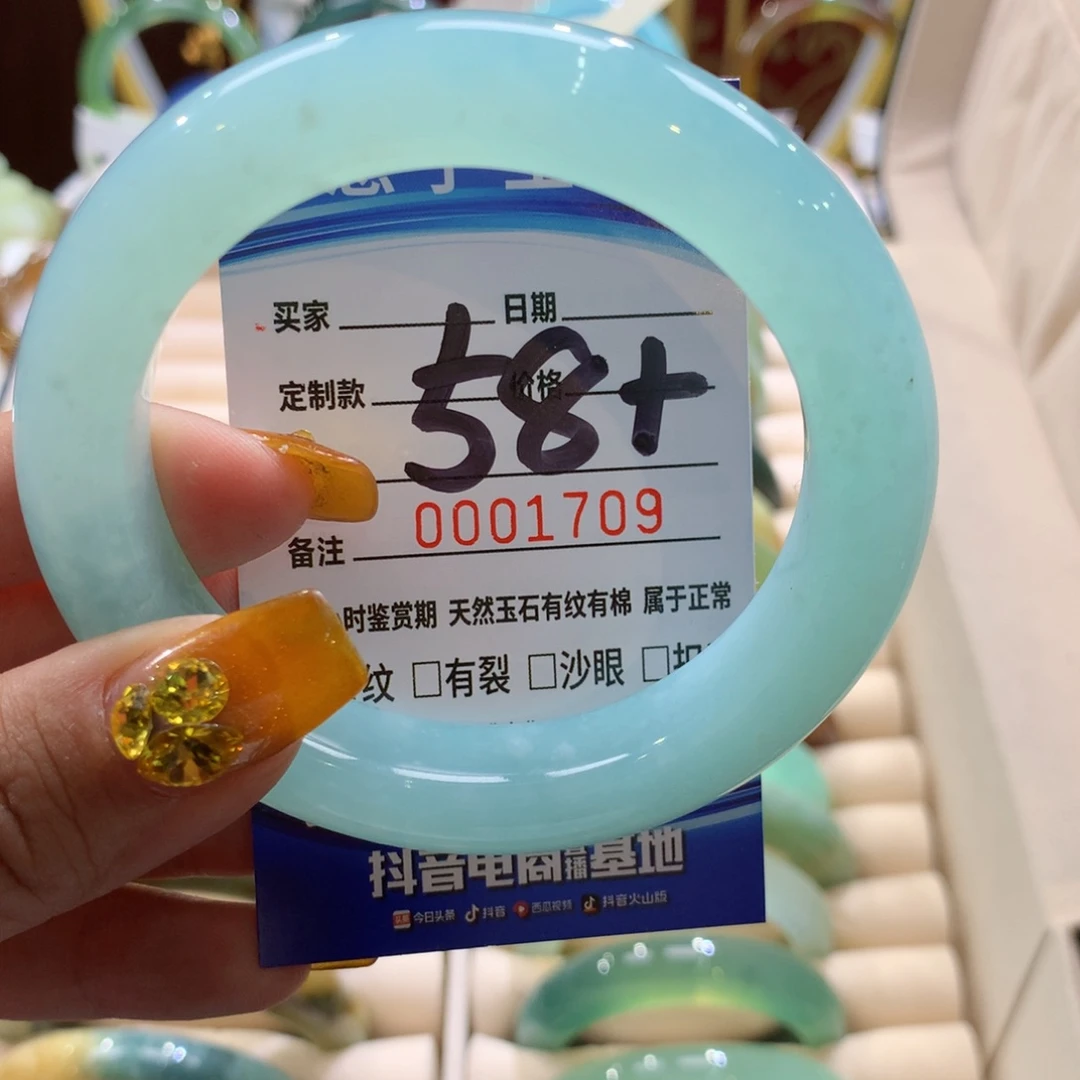 买家 日期
定制款 价格
58+
0001709
备注
时鉴赏期 天然玉石有纹有棉 属于正常
纹 □有裂 □沙眼 □
抖音电商直播基地
今日头条 抖音 西瓜视频 抖音火山版